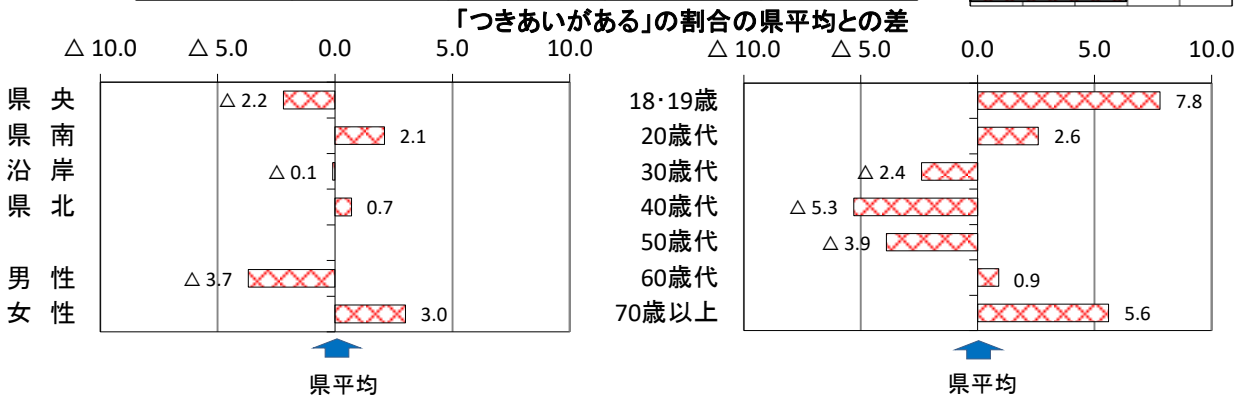 「つきあいがある」の割合の県平均との差
△ 10.0 △ 5.0 0.0 5.0 10.0
県 央 △ 2.2
県 南 2.1
沿 岸 △ 0.1
県 北 0.7
男 性 △ 3.7
女 性 3.0
県平均
△ 10.0 △ 5.0 0.0 5.0 10.0
18・19歳 7.8
20歳代 2.6
30歳代 △ 2.4
40歳代 △ 5.3
50歳代 △ 3.9
60歳代 0.9
70歳以上 5.6
県平均